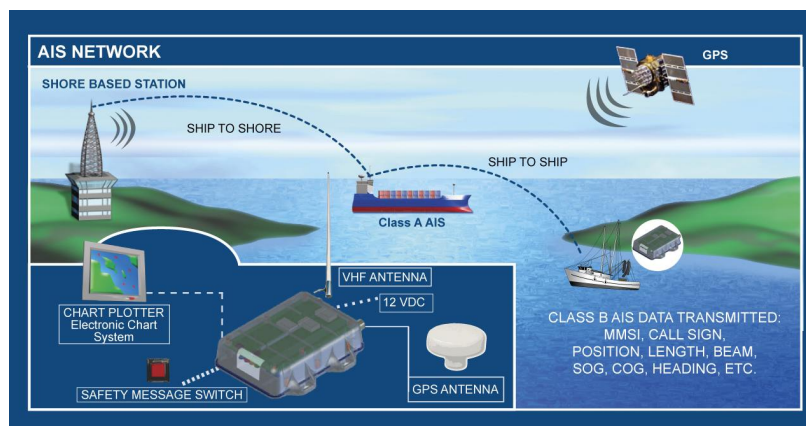 AIS NETWORK
GPS
SHORE BASED STATION
SHIP TO SHORE
SHIP TO SHIP
Class A AIS
VHF ANTENNA
12 VDC
CHART PLOTTER
Electronic Chart
System
SAFETY MESSAGE SWITCH
GPS ANTENNA
CLASS B AIS DATA TRANSMITTED:
MMSI, CALL SIGN,
POSITION, LENGTH, BEAM,
SOG, COG, HEADING, ETC.